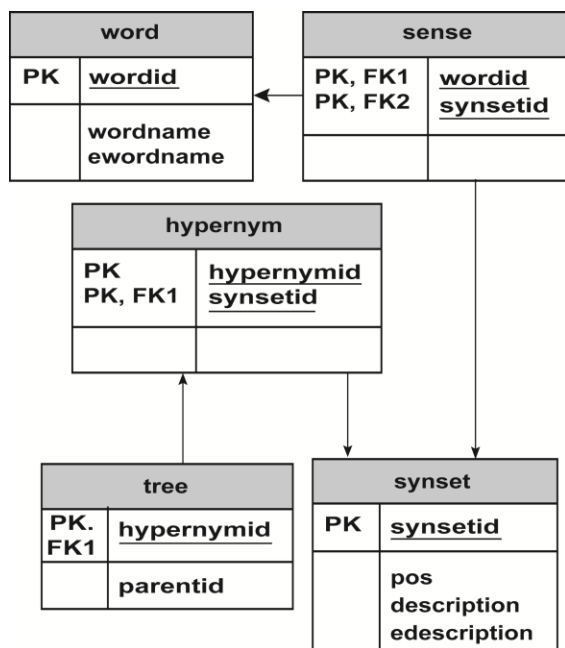 word
PK wordid
wordname
ewordname
sense
PK, FK1 wordid
PK, FK2 synsetid
hypernym
PK hypernymid
PK, FK1 synsetid
tree
PK.
FK1 hypernymid
parentid
synset
PK synsetid
pos
description
edescription